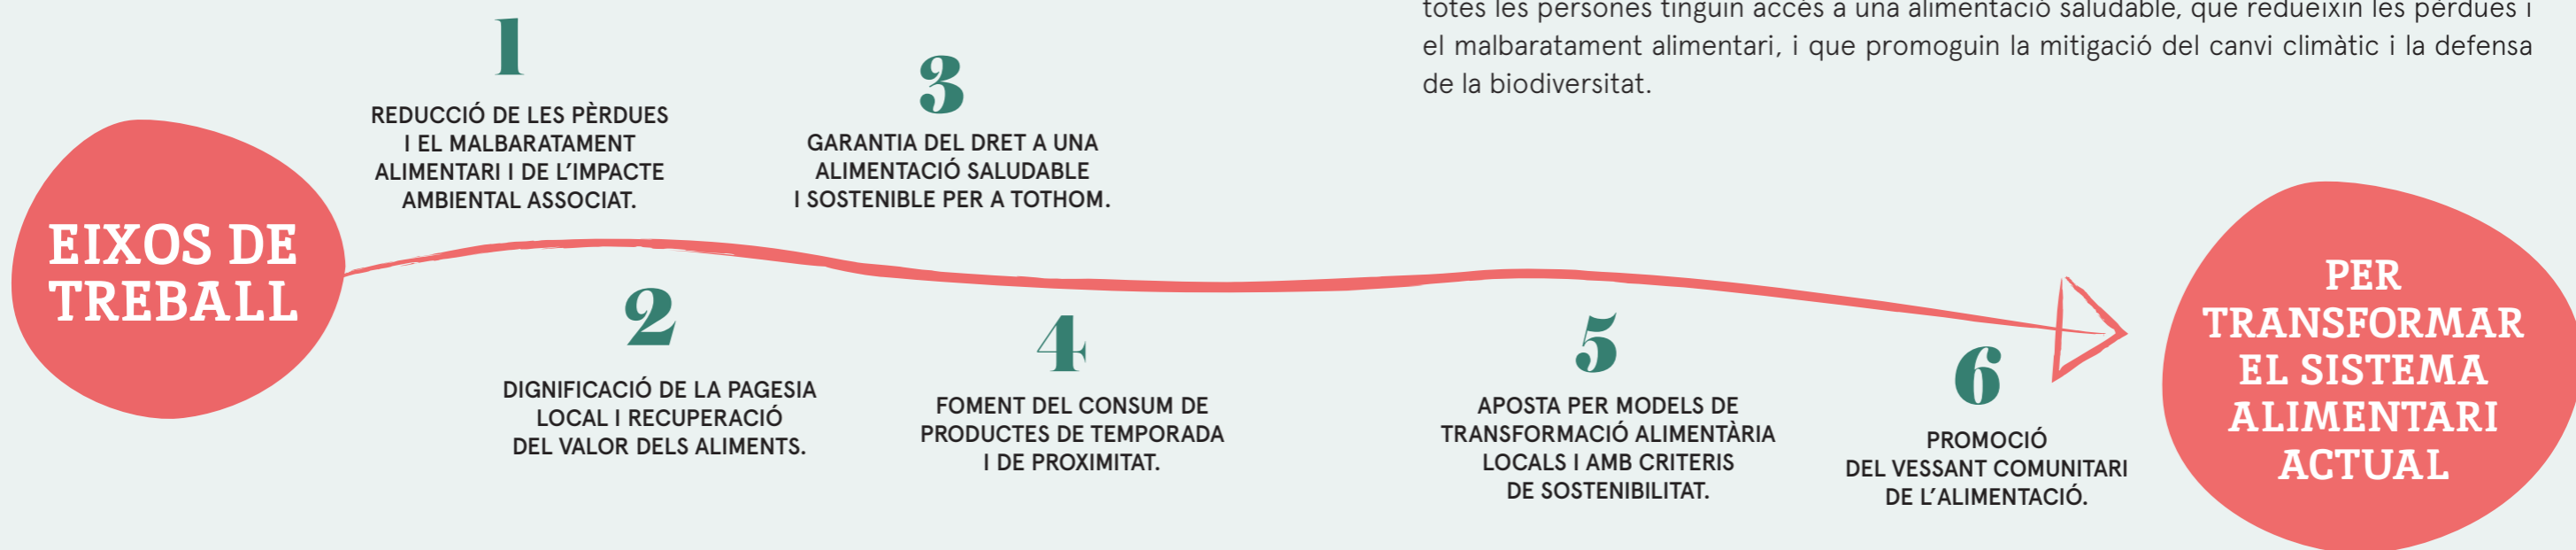 totes les persones tinguin accés a una alimentació saludable, que redueixin les pèrdues i
el malbaratament alimentari, i que promoguin la mitigació del canvi climàtic i la defensa
de la biodiversitat.
EIXOS DE
TREBALL
1
REDUCCIÓ DE LES PÈRDUES
I EL MALBARATAMENT
ALIMENTARI I DE L’IMPACTE
AMBIENTAL ASSOCIAT.
2
DIGNIFICACIÓ DE LA PAGESIA
LOCAL I RECUPERACIÓ
DEL VALOR DELS ALIMENTS.
3
GARANTIA DEL DRET A UNA
ALIMENTACIÓ SALUDABLE
I SOSTENIBLE PER A TOTHOM.
4
FOMENT DEL CONSUM DE
PRODUCTES DE TEMPORADA
I DE PROXIMITAT.
5
APOSTA PER MODELS DE
TRANSFORMACIÓ ALIMENTÀRIA
LOCALS I AMB CRITERIS
DE SOSTENIBILITAT.
6
PROMOCIÓ
DEL VESSANT COMUNITARI
DE L’ALIMENTACIÓ.
PER
TRANSFORMAR
EL SISTEMA
ALIMENTARI
ACTUAL